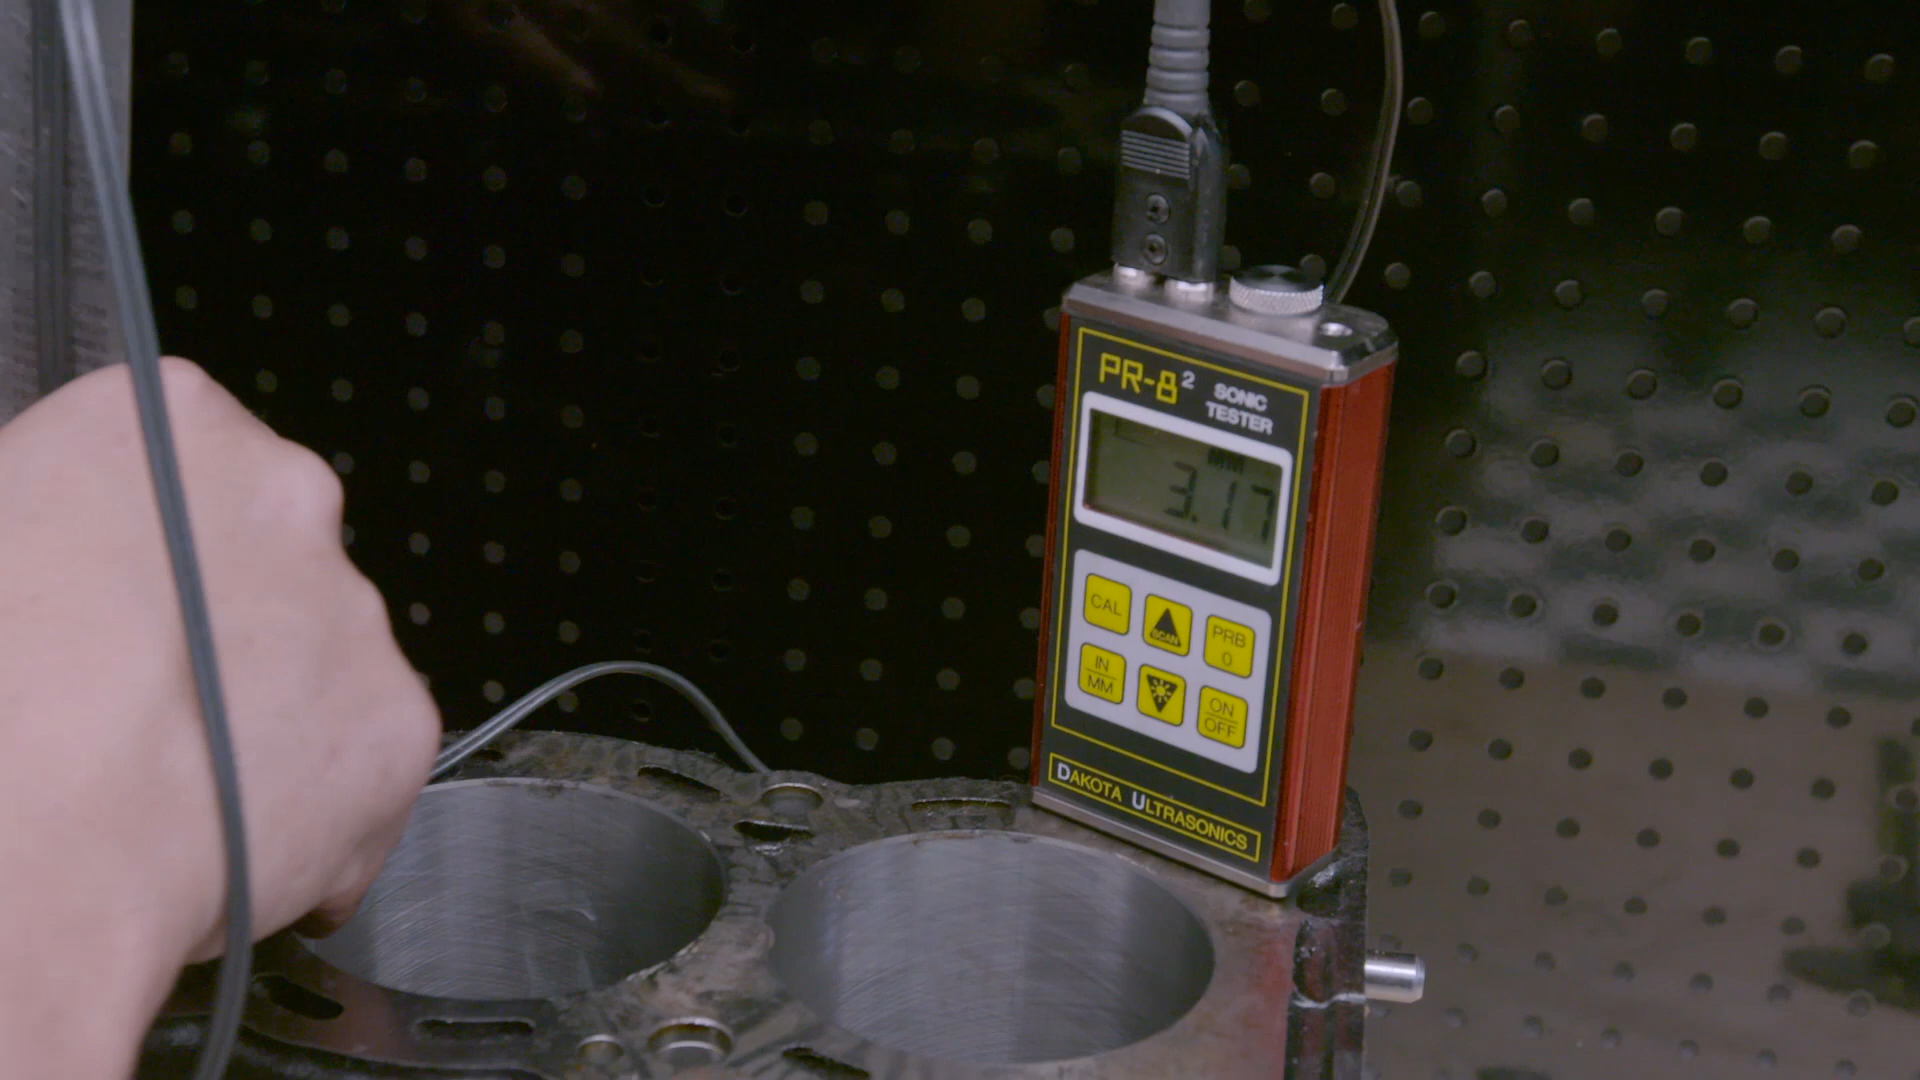 PR-8²
SONIC
TESTER
MM
3.17
CAL
SCAN
PRB
0
IN
MM
ON
OFF
DAKOTA ULTRASONICS